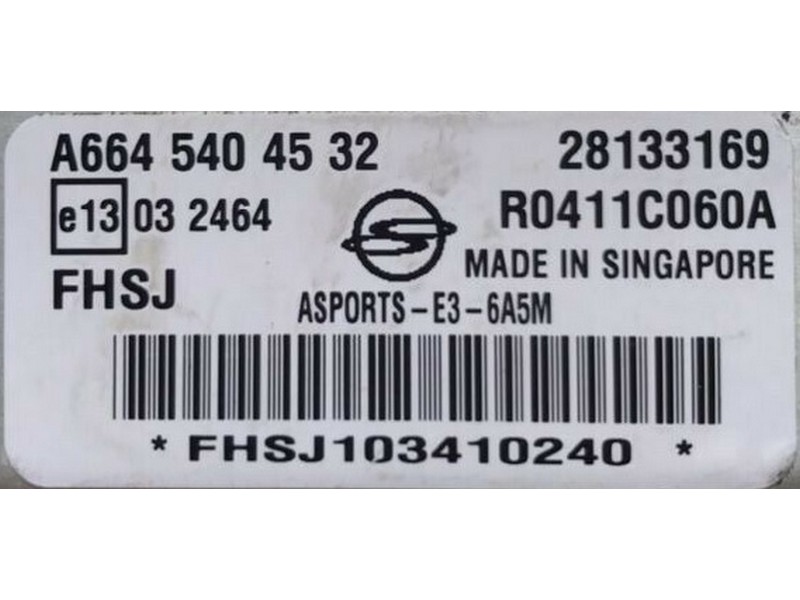 A664 540 45 32 28133169
e13 03 2464 R0411C060A
FHSJ MADE IN SINGAPORE
ASPORTS-E3-6A5M
* FHSJ103410240 *